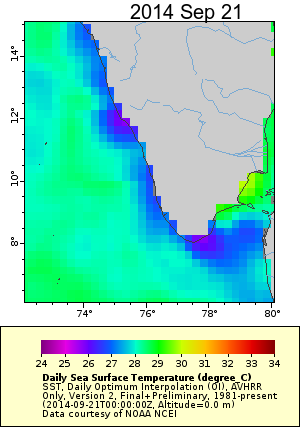 2014 Sep 21
14°
12°
10°
8°
74° 76° 78° 80°
24 25 26 27 28 29 30 31 32 33 34
Daily Sea Surface Temperature (degree_C)
SST, Daily Optimum Interpolation (OI), AVHRR
Only, Version 2, Final+Preliminary, 1981-present
(2014-09-21T00:00:00Z, Altitude=0.0 m)
Data courtesy of NOAA NCEI